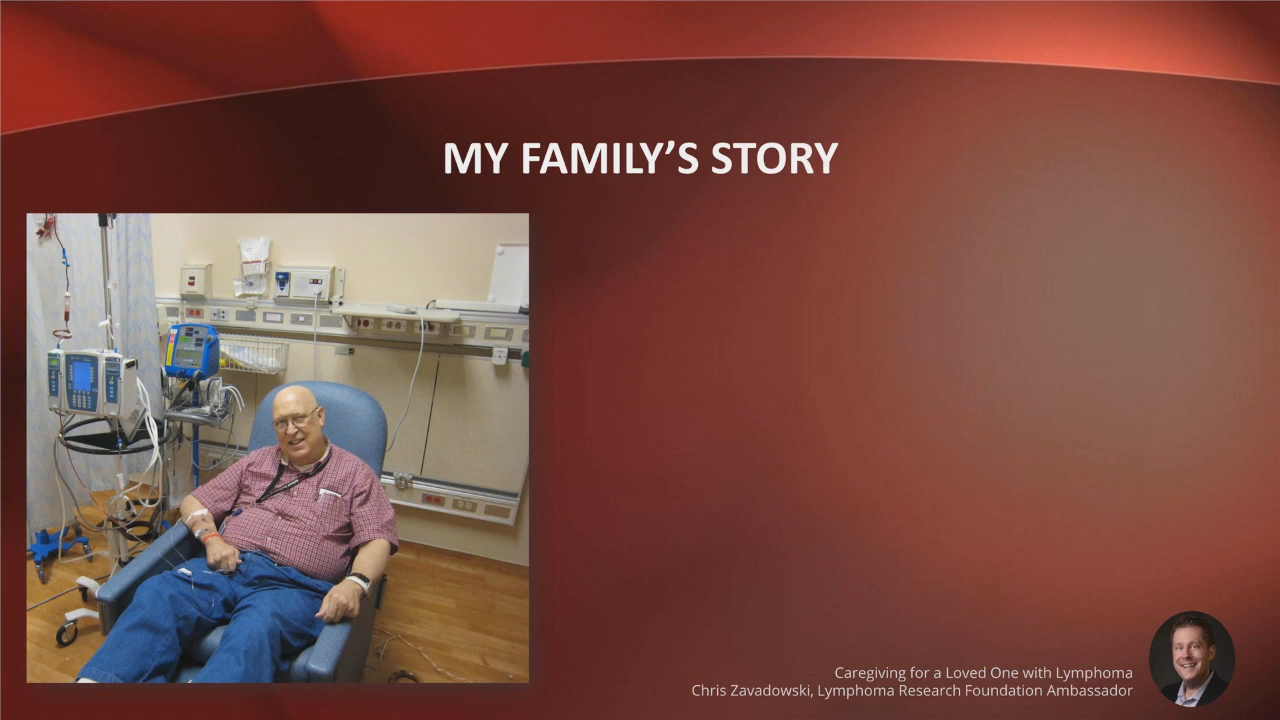 MY FAMILY’S STORY
Caregiving for a Loved One with Lymphoma
Chris Zavadowski, Lymphoma Research Foundation Ambassador